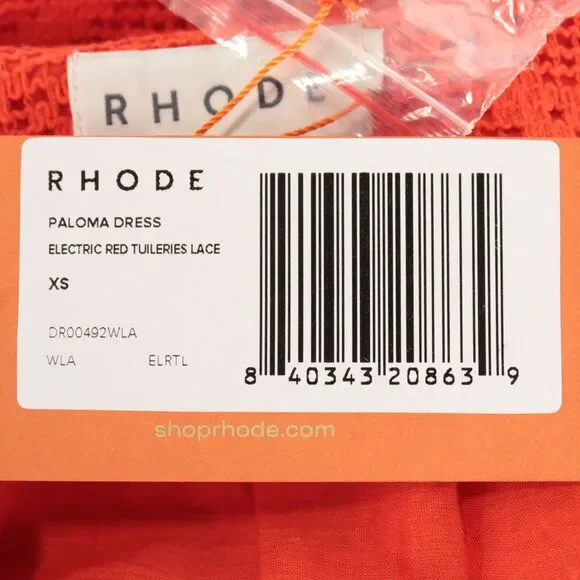 RHODE
RHODE
PALOMA DRESS
ELECTRIC RED TUILERIES LACE
XS
DR00492WLA
WLA ELRTL
8 40343 20863 9
shoprhode.com